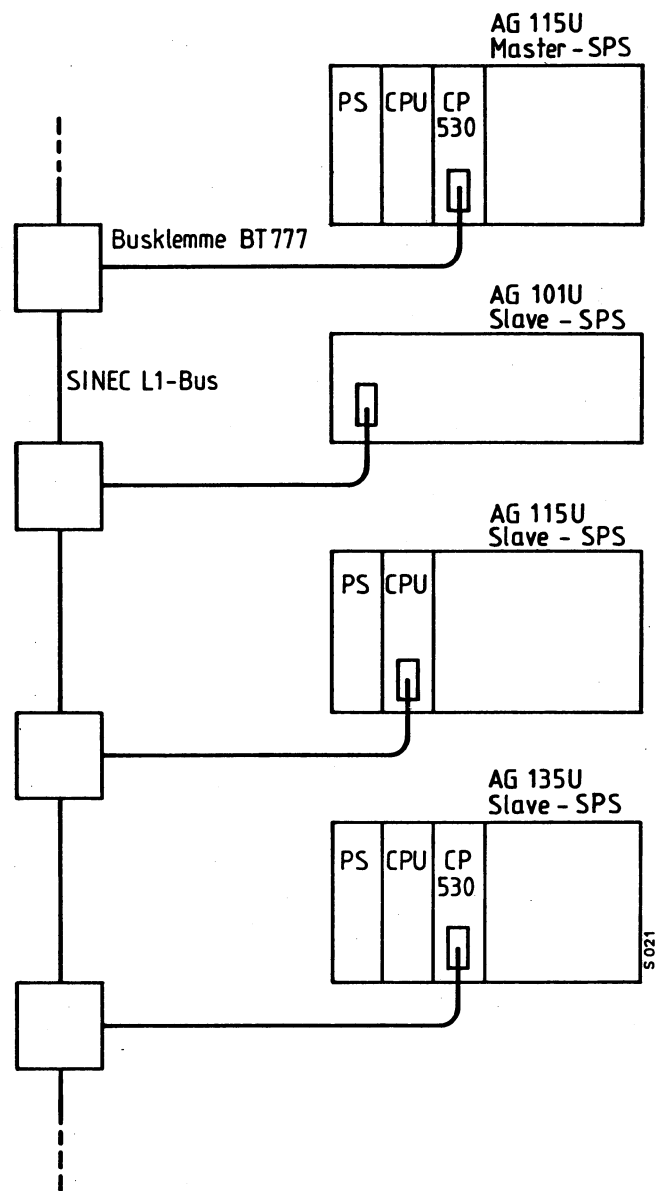 AG 115U
Master - SPS
PS CPU CP
530
Busklemme BT777
AG 101U
Slave - SPS
SINEC L1-Bus
AG 115U
Slave - SPS
PS CPU
AG 135U
Slave - SPS
PS CPU CP
530
S 021